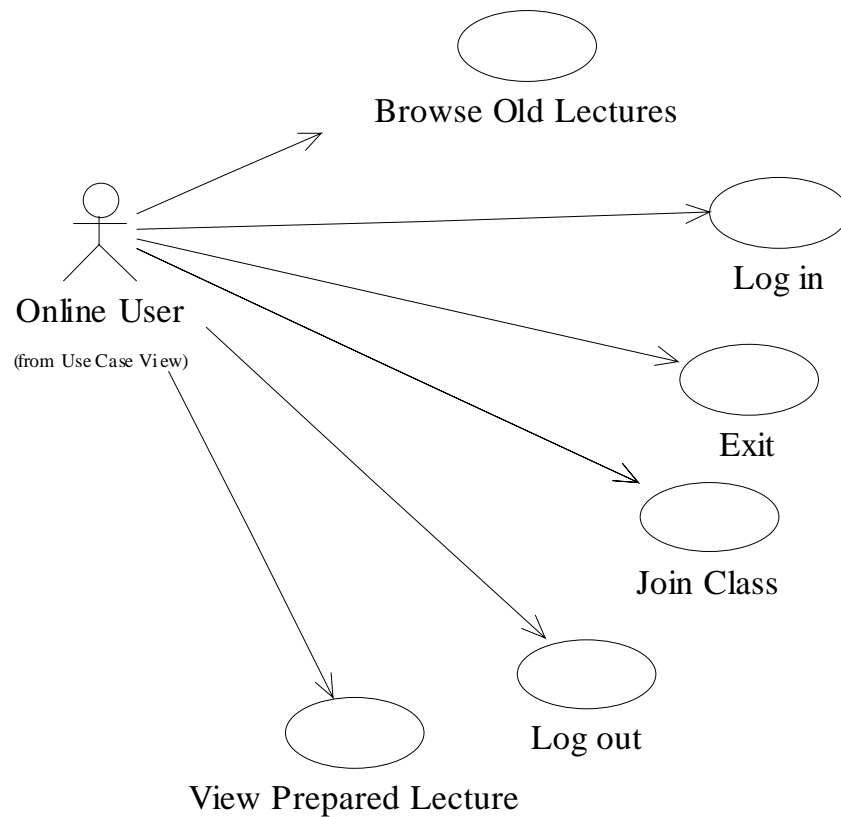 Browse Old Lectures
Log in
Online User
(from Use Case View)
Exit
Join Class
Log out
View Prepared Lecture